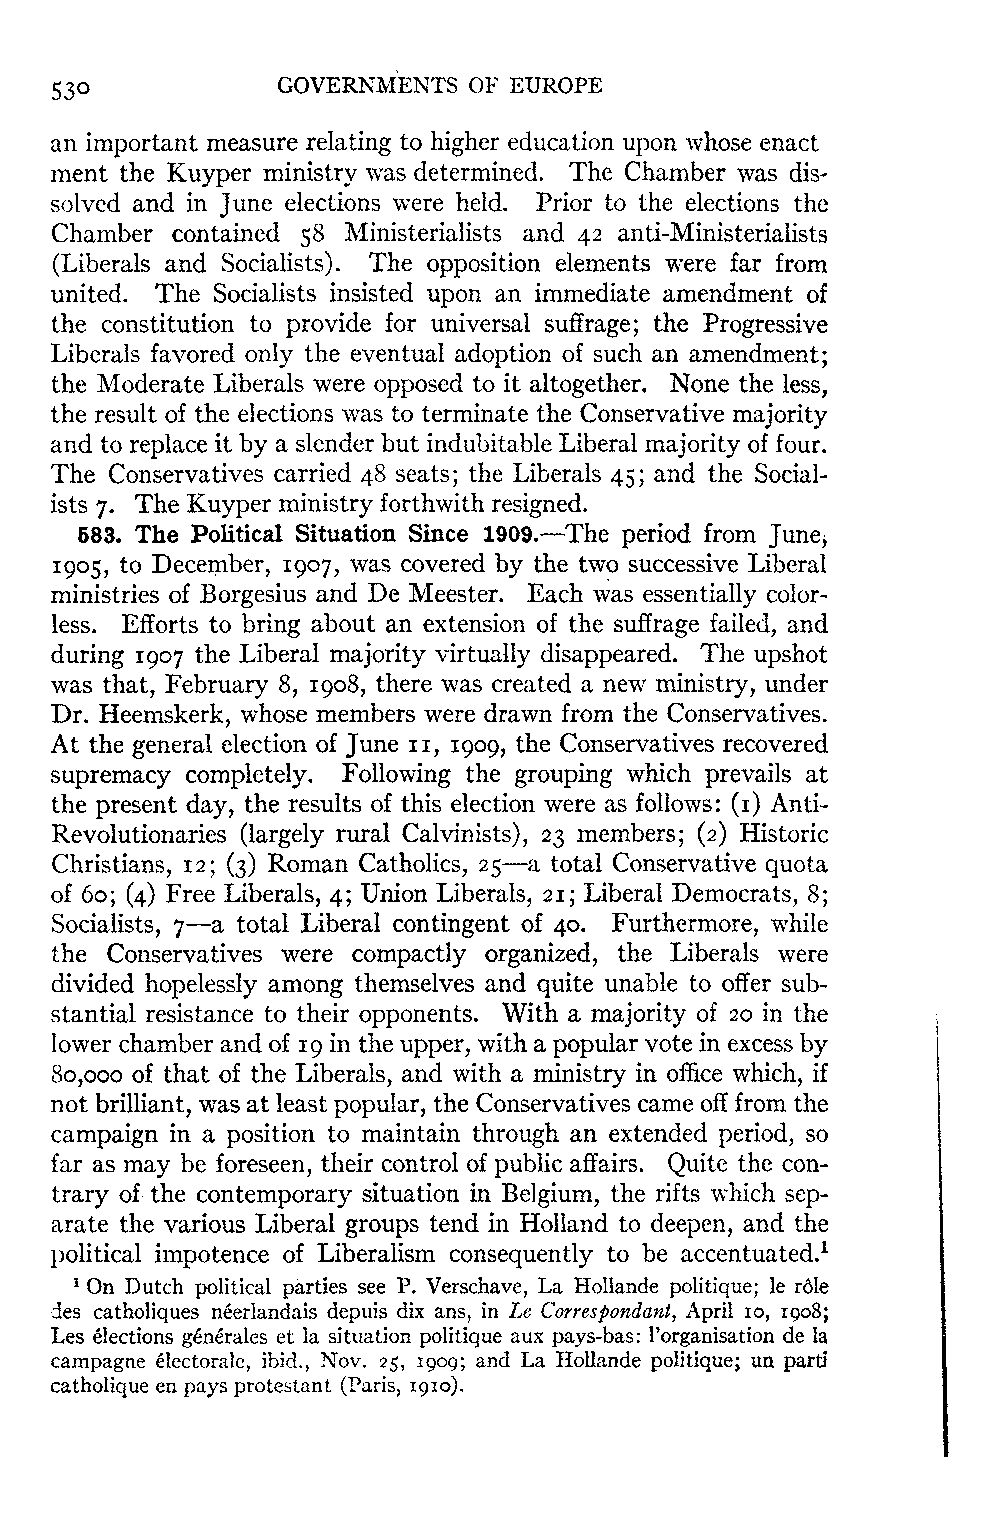 530 GOVERNMENTS OF EUROPE
an important measure relating to higher education upon whose enact
ment the Kuyper ministry was determined. The Chamber was dis-
solved and in June elections were held. Prior to the elections the
Chamber contained 58 Ministerialists and 42 anti-Ministerialists
(Liberals and Socialists). The opposition elements were far from
united. The Socialists insisted upon an immediate amendment of
the constitution to provide for universal suffrage; the Progressive
Liberals favored only the eventual adoption of such an amendment;
the Moderate Liberals were opposed to it altogether. None the less,
the result of the elections was to terminate the Conservative majority
and to replace it by a slender but indubitable Liberal majority of four.
The Conservatives carried 48 seats; the Liberals 45; and the Social-
ists 7. The Kuyper ministry forthwith resigned.
583. The Political Situation Since 1909.—The period from June,
1905, to December, 1907, was covered by the two successive Liberal
ministries of Borgesius and De Meester. Each was essentially color-
less. Efforts to bring about an extension of the suffrage failed, and
during 1907 the Liberal majority virtually disappeared. The upshot
was that, February 8, 1908, there was created a new ministry, under
Dr. Heemskerk, whose members were drawn from the Conservatives.
At the general election of June 11, 1909, the Conservatives recovered
supremacy completely. Following the grouping which prevails at
the present day, the results of this election were as follows: (1) Anti-
Revolutionaries (largely rural Calvinists), 23 members; (2) Historic
Christians, 12; (3) Roman Catholics, 25—a total Conservative quota
of 60; (4) Free Liberals, 4; Union Liberals, 21; Liberal Democrats, 8;
Socialists, 7—a total Liberal contingent of 40. Furthermore, while
the Conservatives were compactly organized, the Liberals were
divided hopelessly among themselves and quite unable to offer sub-
stantial resistance to their opponents. With a majority of 20 in the
lower chamber and of 19 in the upper, with a popular vote in excess by
80,000 of that of the Liberals, and with a ministry in office which, if
not brilliant, was at least popular, the Conservatives came off from the
campaign in a position to maintain through an extended period, so
far as may be foreseen, their control of public affairs. Quite the con-
trary of the contemporary situation in Belgium, the rifts which sep-
arate the various Liberal groups tend in Holland to deepen, and the
political impotence of Liberalism consequently to be accentuated.¹
¹ On Dutch political parties see P. Verschave, La Hollande politique; le rôle
des catholiques néerlandais depuis dix ans, in Le Correspondant, April 10, 1908;
Les élections générales et la situation politique aux pays-bas: l'organisation de la
campagne électorale, ibid., Nov. 25, 1909; and La Hollande politique; un parti
catholique en pays protestant (Paris, 1910).